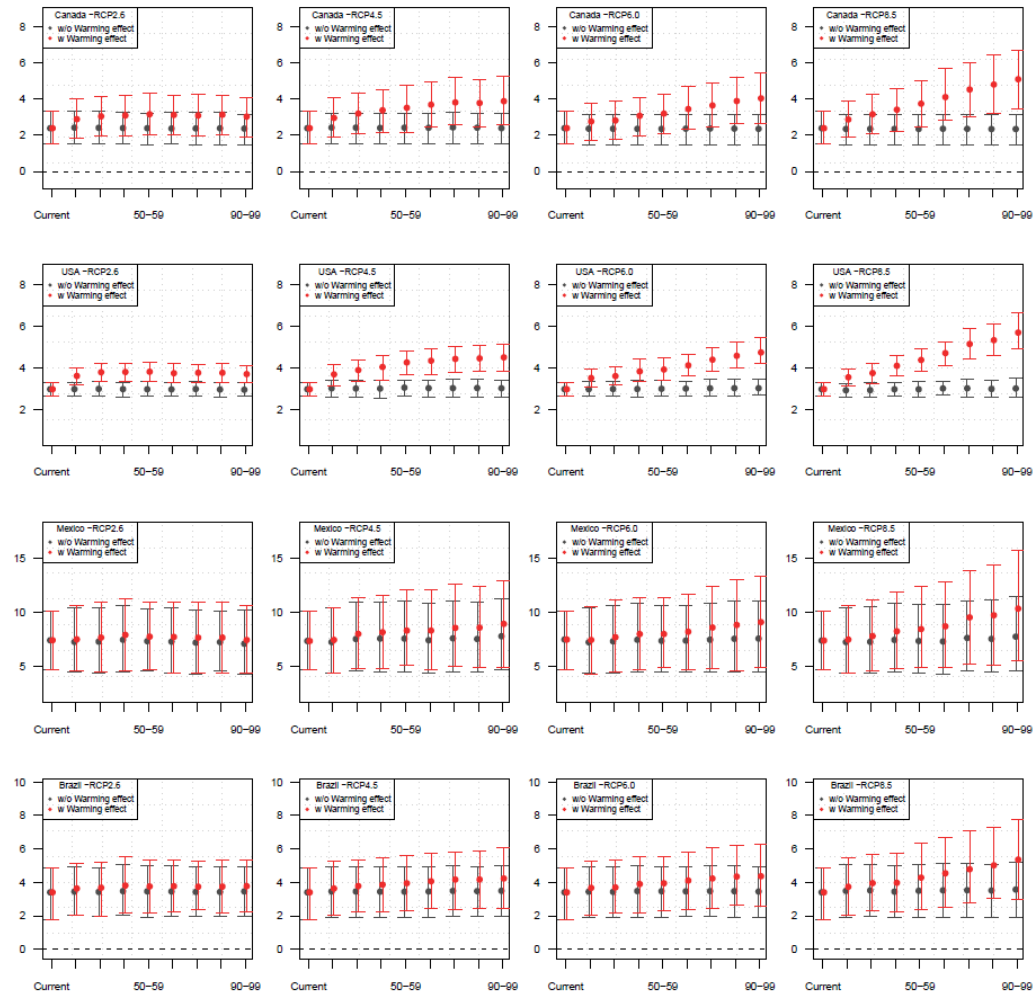 Canada -RCP2.6
w/o Warming effect
w Warming effect
8
6
4
2
0
Current 50-59 90-99
Canada -RCP4.5
w/o Warming effect
w Warming effect
8
6
4
2
0
Current 50-59 90-99
Canada -RCP6.0
w/o Warming effect
w Warming effect
8
6
4
2
0
Current 50-59 90-99
Canada -RCP8.5
w/o Warming effect
w Warming effect
8
6
4
2
0
Current 50-59 90-99
USA -RCP2.6
w/o Warming effect
w Warming effect
8
6
4
2
Current 50-59 90-99
USA -RCP4.5
w/o Warming effect
w Warming effect
8
6
4
2
Current 50-59 90-99
USA -RCP6.0
w/o Warming effect
w Warming effect
8
6
4
2
Current 50-59 90-99
USA -RCP8.5
w/o Warming effect
w Warming effect
8
6
4
2
Current 50-59 90-99
Mexico -RCP2.6
w/o Warming effect
w Warming effect
15
10
5
Current 50-59 90-99
Mexico -RCP4.5
w/o Warming effect
w Warming effect
15
10
5
Current 50-59 90-99
Mexico -RCP6.0
w/o Warming effect
w Warming effect
15
10
5
Current 50-59 90-99
Mexico -RCP8.5
w/o Warming effect
w Warming effect
15
10
5
Current 50-59 90-99
Brazil -RCP2.6
w/o Warming effect
w Warming effect
10
8
6
4
2
0
Current 50-59 90-99
Brazil -RCP4.5
w/o Warming effect
w Warming effect
10
8
6
4
2
0
Current 50-59 90-99
Brazil -RCP6.0
w/o Warming effect
w Warming effect
10
8
6
4
2
0
Current 50-59 90-99
Brazil -RCP8.5
w/o Warming effect
w Warming effect
10
8
6
4
2
0
Current 50-59 90-99